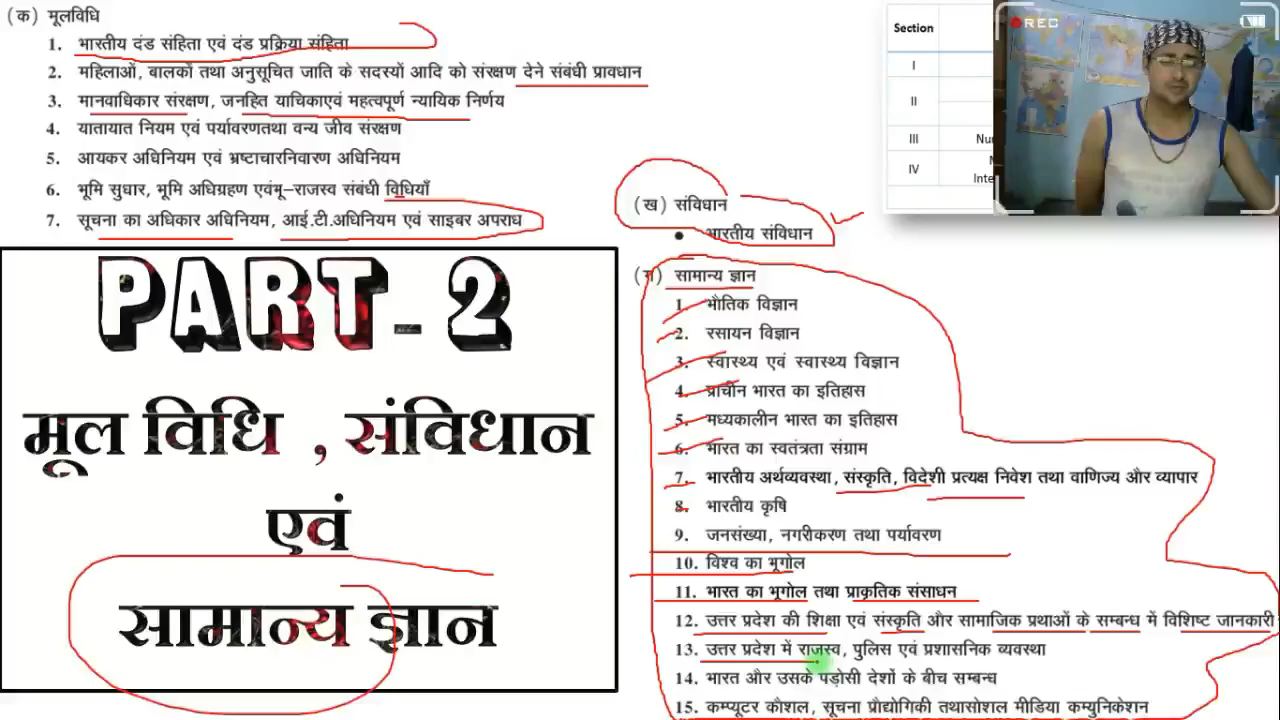 (क) मूलविधि
1. भारतीय दंड संहिता एवं दंड प्रक्रिया संहिता
2. महिलाओं, बालकों तथा अनुसूचित जाति के सदस्यों आदि को संरक्षण देने संबंधी प्रावधान
3. मानवाधिकार संरक्षण, जनहित याचिकाएवं महत्वपूर्ण न्यायिक निर्णय
4. यातायात नियम एवं पर्यावरणतथा वन्य जीव संरक्षण
5. आयकर अधिनियम एवं भ्रष्टाचारनिवारण अधिनियम
6. भूमि सुधार, भूमि अधिग्रहण एवंभू-राजस्व संबंधी विधियाँ
7. सूचना का अधिकार अधिनियम, आई.टी.अधिनियम एवं साइबर अपराध
PART-2
मूल विधि , संविधान
एवं
सामान्य ज्ञान
(ख) संविधान
• भारतीय संविधान
(ग) सामान्य ज्ञान
1. भौतिक विज्ञान
2. रसायन विज्ञान
3. स्वास्थ्य एवं स्वास्थ्य विज्ञान
4. प्राचीन भारत का इतिहास
5. मध्यकालीन भारत का इतिहास
6. भारत का स्वतंत्रता संग्राम
7. भारतीय अर्थव्यवस्था, संस्कृति, विदेशी प्रत्यक्ष निवेश तथा वाणिज्य और व्यापार
8. भारतीय कृषि
9. जनसंख्या, नगरीकरण तथा पर्यावरण
10. विश्व का भूगोल
11. भारत का भूगोल तथा प्राकृतिक संसाधन
12. उत्तर प्रदेश की शिक्षा एवं संस्कृति और सामाजिक प्रथाओं के सम्बन्ध में विशिष्ट जानकारी
13. उत्तर प्रदेश में राजस्व, पुलिस एवं प्रशासनिक व्यवस्था
14. भारत और उसके पड़ोसी देशों के बीच सम्बन्ध
15. कम्प्यूटर कौशल, सूचना प्रौद्योगिकी तथासोशल मीडिया कम्युनिकेशन
Section
I
II
III
IV
REC